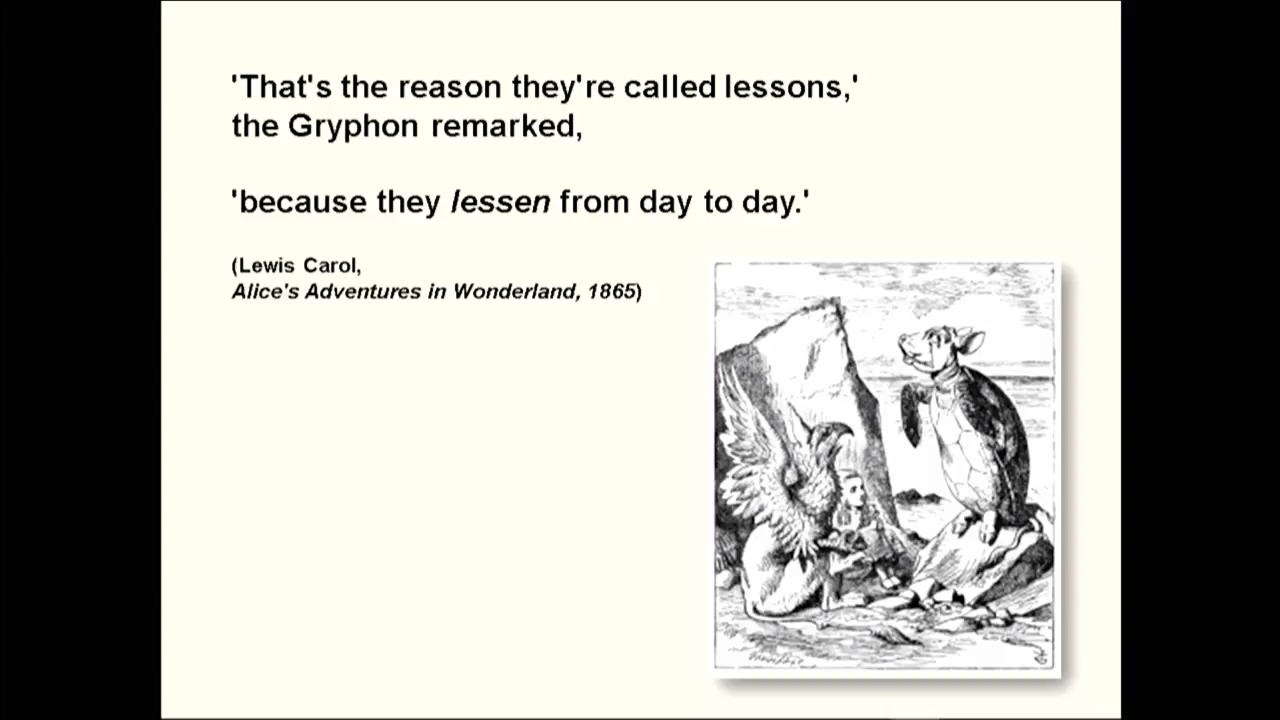 'That's the reason they're called lessons,'
the Gryphon remarked,
'because they lessen from day to day.'
(Lewis Carol,
Alice's Adventures in Wonderland, 1865)